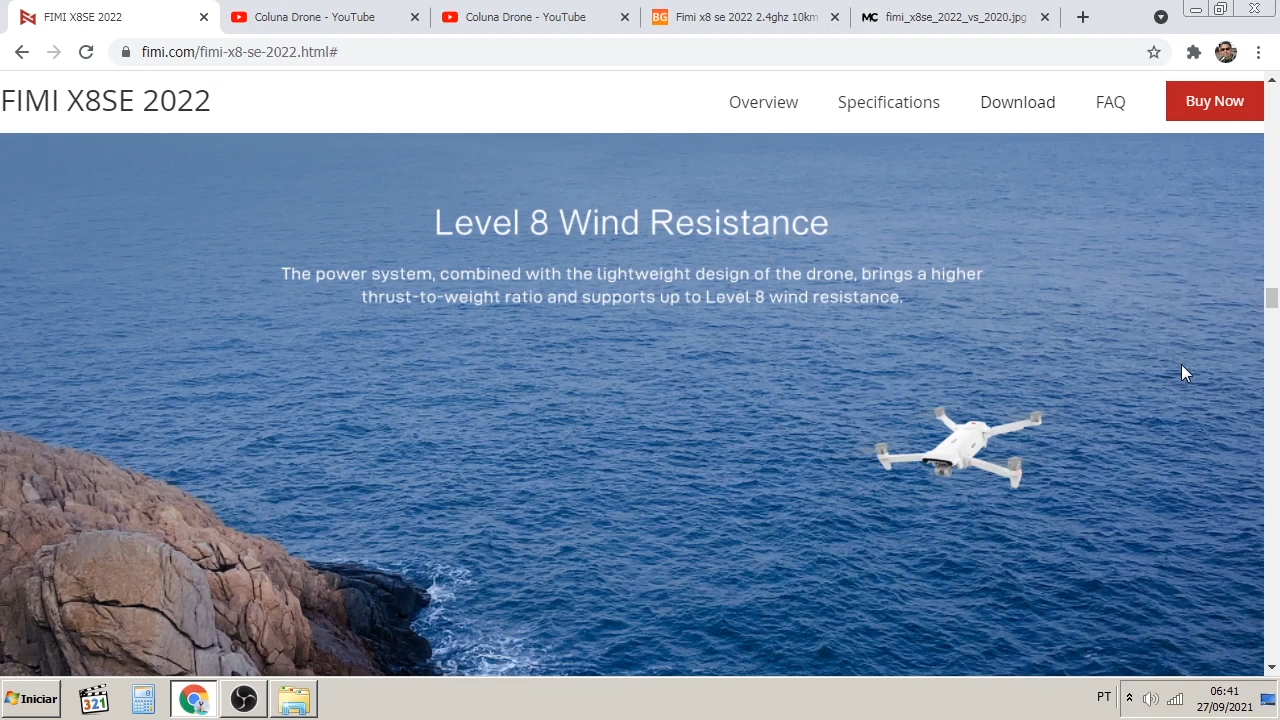 FIMI X8SE 2022
Coluna Drone - YouTube
Coluna Drone - YouTube
BG
Fimi x8 se 2022 2.4ghz 10km
MC
fimi_x8se_2022_vs_2020.jpg
fimi.com/fimi-x8-se-2022.html#
FIMI X8SE 2022
Overview
Specifications
Download
FAQ
Buy Now
Level 8 Wind Resistance
The power system, combined with the lightweight design of the drone, brings a higher
thrust-to-weight ratio and supports up to Level 8 wind resistance.
Iniciar
321
PT
06:41
27/09/2021